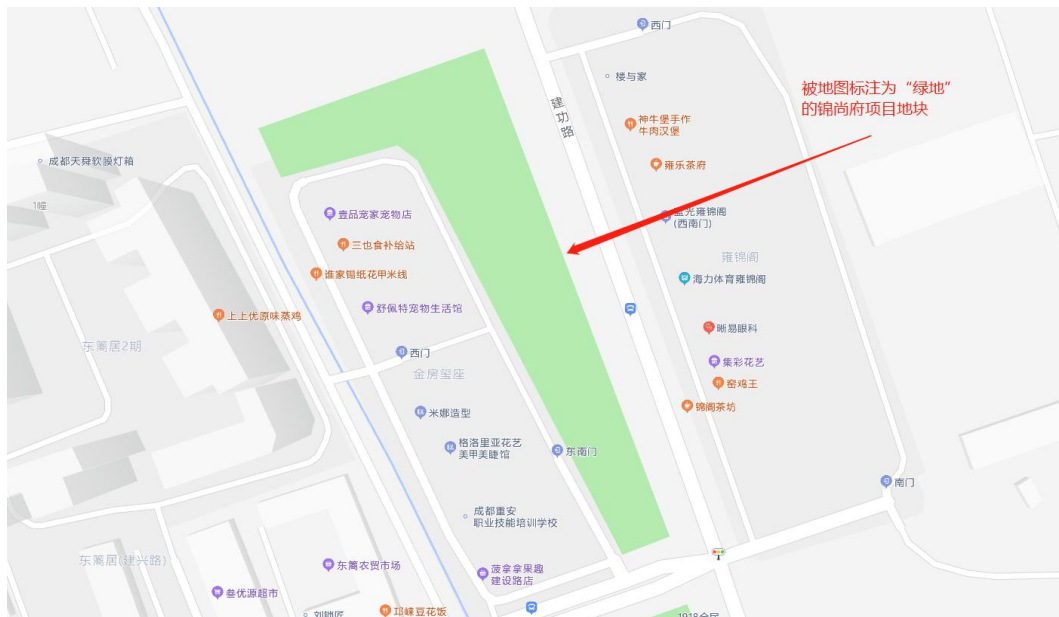 西门
楼与家
被地图标注为“绿地”
的锦尚府项目地块
建功路
神牛堡手作
牛肉汉堡
成都天舜软膜灯箱
雍乐茶府
1幢
壹品宠家宠物店
蓝光雍锦阁
(西南门)
三也食补给站
雍锦阁
谁家锡纸花甲米线
海力体育雍锦阁
舒佩特宠物生活馆
上上优原味蒸鸡
晰易眼科
东篱居2期
西门
集彩花艺
金房玺座
窑鸡王
锦阁茶坊
米娜造型
格洛里亚花艺
美甲美睫馆
东南门
南门
成都重安
职业技能培训学校
东篱居(建兴路)
东篱农贸市场
菠拿拿果趣
建设路店
叁优源超市
邛崃豆花饭